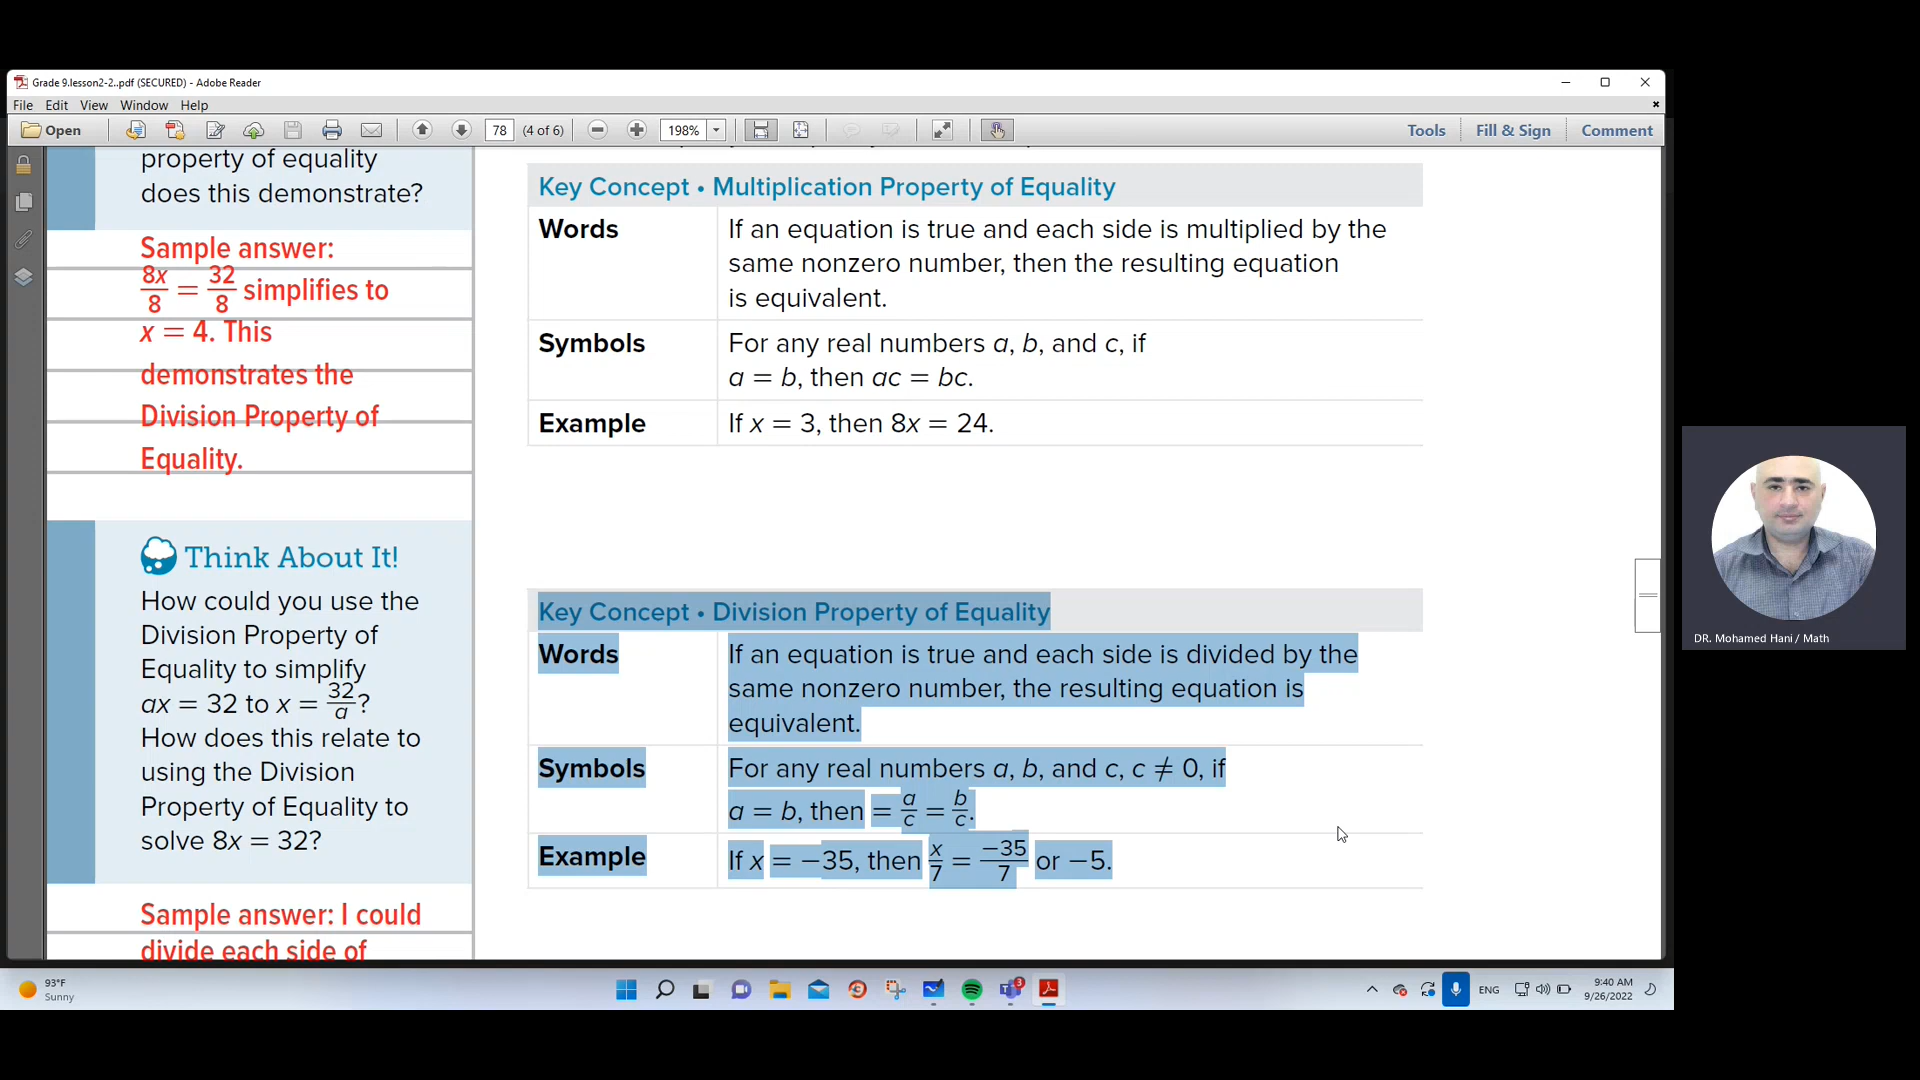 Grade 9.lesson2-2..pdf (SECURED) - Adobe Reader
File Edit View Window Help
Open 78 (4 of 6) 198% Tools Fill & Sign Comment
property of equality
does this demonstrate?
Sample answer:
8x/8 = 32/8 simplifies to
x = 4. This
demonstrates the
Division Property of
Equality.
Think About It!
How could you use the
Division Property of
Equality to simplify
ax = 32 to x = 32/a?
How does this relate to
using the Division
Property of Equality to
solve 8x = 32?
Sample answer: I could
divide each side of
Key Concept • Multiplication Property of Equality
Words If an equation is true and each side is multiplied by the
same nonzero number, then the resulting equation
is equivalent.
Symbols For any real numbers a, b, and c, if
a = b, then ac = bc.
Example If x = 3, then 8x = 24.
Key Concept • Division Property of Equality
Words If an equation is true and each side is divided by the
same nonzero number, the resulting equation is
equivalent.
Symbols For any real numbers a, b, and c, c ≠ 0, if
a = b, then = a/c = b/c.
Example If x = −35, then x/7 = −35/7 or −5.
DR. Mohamed Hani / Math
93°F
Sunny
3
ENG
9:40 AM
9/26/2022